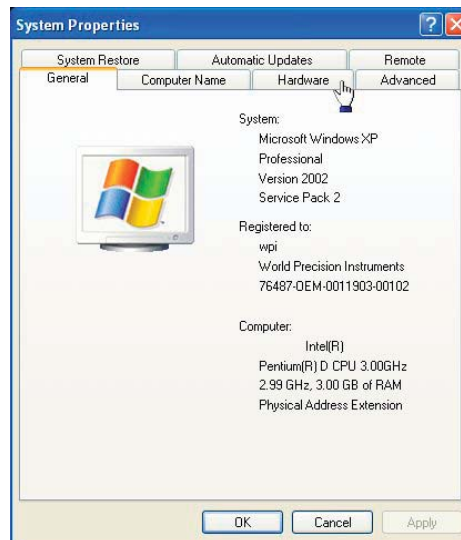 System Properties
System Restore Automatic Updates Remote
General Computer Name Hardware Advanced
System:
Microsoft Windows XP
Professional
Version 2002
Service Pack 2
Registered to:
wpi
World Precision Instruments
76487-OEM-0011903-00102
Computer:
Intel(R)
Pentium(R) D CPU 3.00GHz
2.99 GHz, 3.00 GB of RAM
Physical Address Extension
OK Cancel Apply